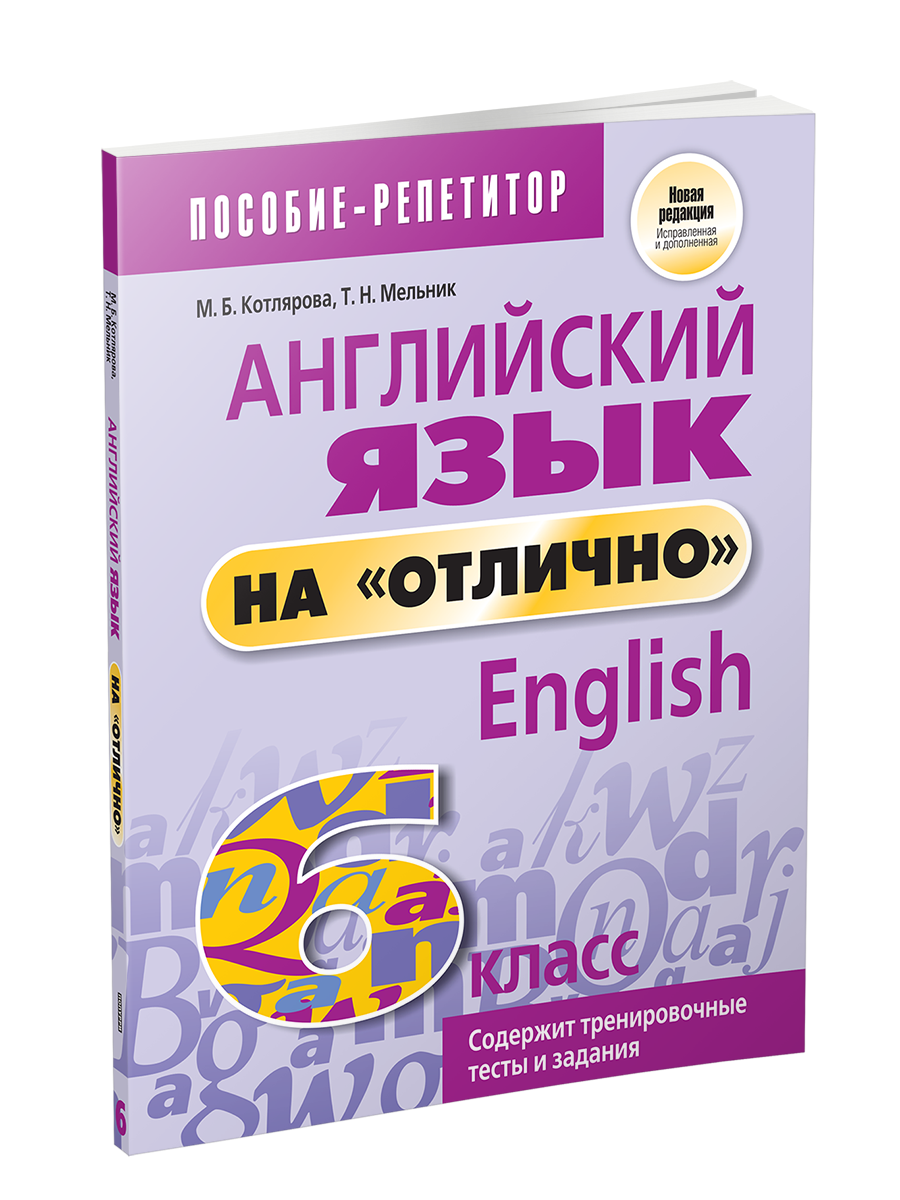 ПОСОБИЕ-РЕПЕТИТОР
Новая
редакция
Исправленная
и дополненная
М. Б. Котлярова, Т. Н. Мельник
АНГЛИЙСКИЙ
ЯЗЫК
НА «ОТЛИЧНО»
English
6
класс
Содержит тренировочные
тесты и задания
М. Б. Котлярова,
Т. Н. Мельник
АНГЛИЙСКИЙ ЯЗЫК
НА «ОТЛИЧНО»
6